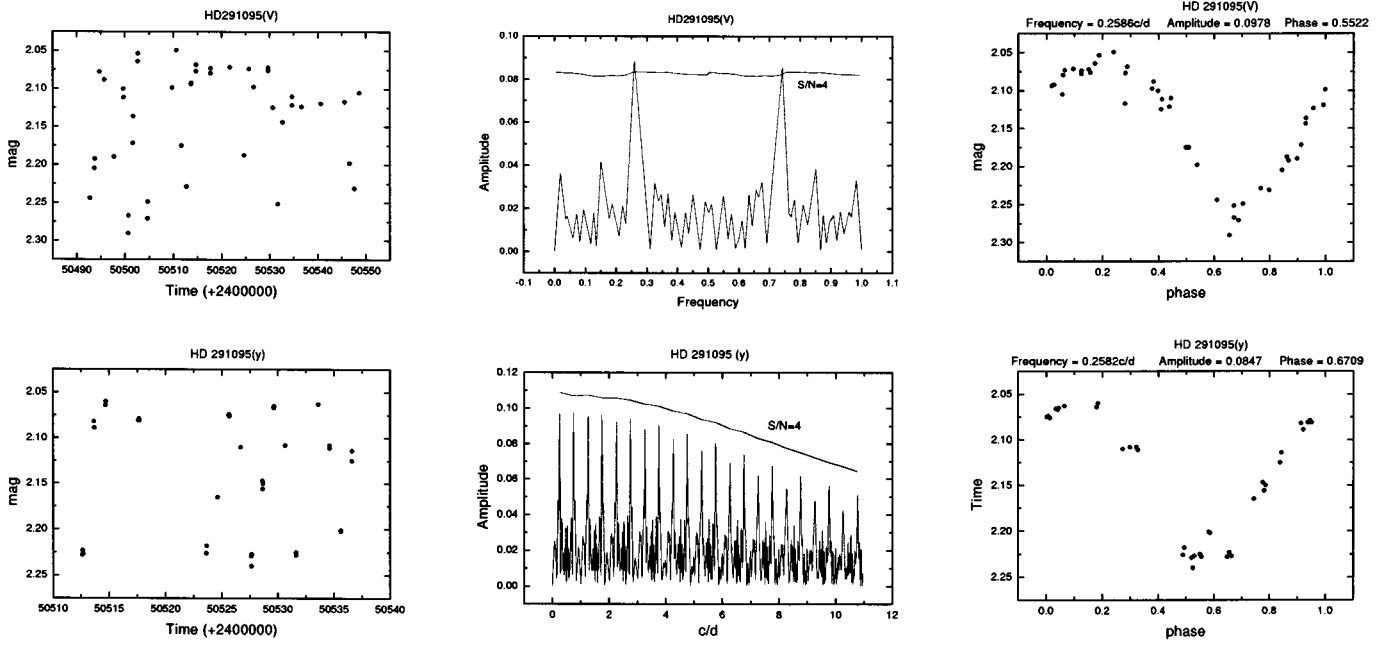 HD291095(V)
2.05
2.10
2.15
2.20
2.25
2.30
mag
50490 50500 50510 50520 50530 50540 50550
Time (+2400000)
HD291095(V)
0.10
0.08
0.06
0.04
0.02
0.00
Amplitude
S/N=4
-0.1 0.0 0.1 0.2 0.3 0.4 0.5 0.6 0.7 0.8 0.9 1.0 1.1
Frequency
HD 291095(V)
Frequency = 0.2586c/d Amplitude = 0.0978 Phase = 0.5522
2.05
2.10
2.15
2.20
2.25
2.30
mag
0.0 0.2 0.4 0.6 0.8 1.0
phase
HD 291095(y)
2.05
2.10
2.15
2.20
2.25
mag
50510 50515 50520 50525 50530 50535 50540
Time (+2400000)
HD 291095 (y)
0.12
0.10
0.08
0.06
0.04
0.02
0.00
Amplitude
S/N=4
0 2 4 6 8 10 12
c/d
HD 291095(y)
Frequency = 0.2582c/d Amplitude = 0.0847 Phase = 0.6709
2.05
2.10
2.15
2.20
2.25
Time
0.0 0.2 0.4 0.6 0.8 1.0
phase